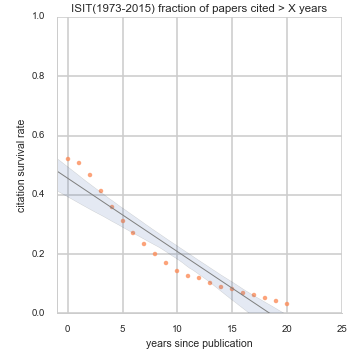 ISIT(1973-2015) fraction of papers cited > X years
1.0
0.8
0.6
0.4
0.2
0.0
citation survival rate
0 5 10 15 20 25
years since publication